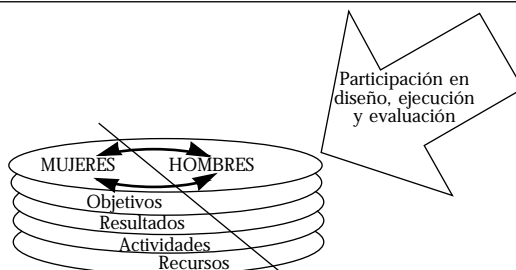 Participación en
diseño, ejecución
y evaluación
MUJERES HOMBRES
Objetivos
Resultados
Actividades
Recursos